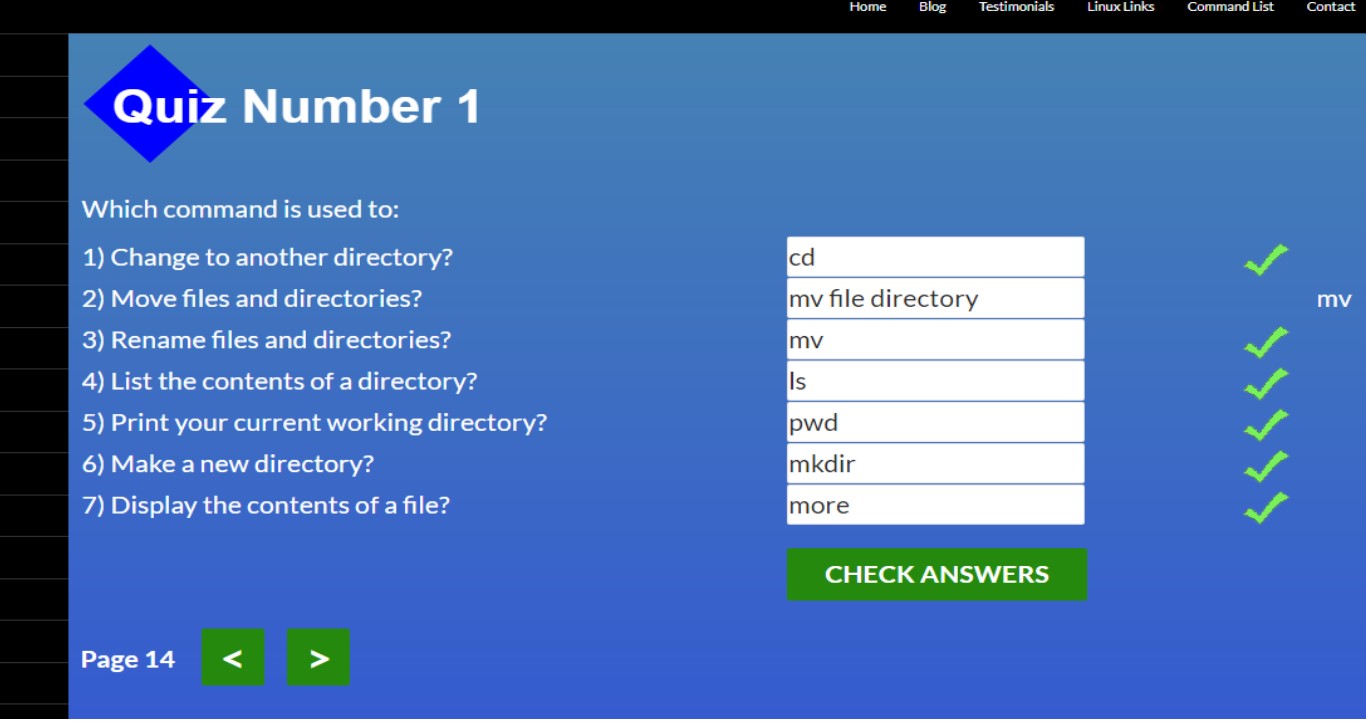 Home Blog Testimonials Linux Links Command List Contact
Quiz Number 1
Which command is used to:
1) Change to another directory? cd
2) Move files and directories? mv file directory mv
3) Rename files and directories? mv
4) List the contents of a directory? ls
5) Print your current working directory? pwd
6) Make a new directory? mkdir
7) Display the contents of a file? more
CHECK ANSWERS
Page 14 < >